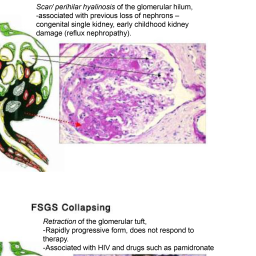 Scar/ perihilar hyalinosis of the glomerular hilum,
-associated with previous loss of nephrons –
congenital single kidney, early childhood kidney
damage (reflux nephropathy).
FSGS Collapsing
Retraction of the glomerular tuft,
-Rapidly progressive form, does not respond to
therapy.
-Associated with HIV and drugs such as pamidronate